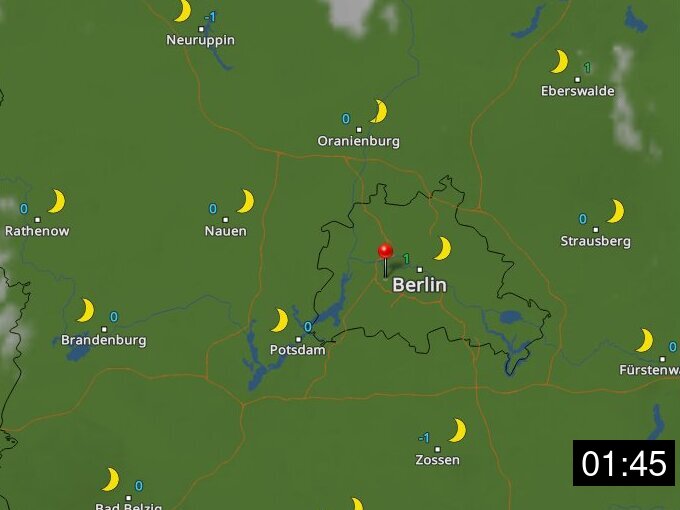 -1
Neuruppin
1
Eberswalde
0
Oranienburg
0
Rathenow
0
Nauen
0
Strausberg
1
Berlin
0
Brandenburg
0
Potsdam
0
Fürstenwa
-1
Zossen
01:45
0
Bad Belzig